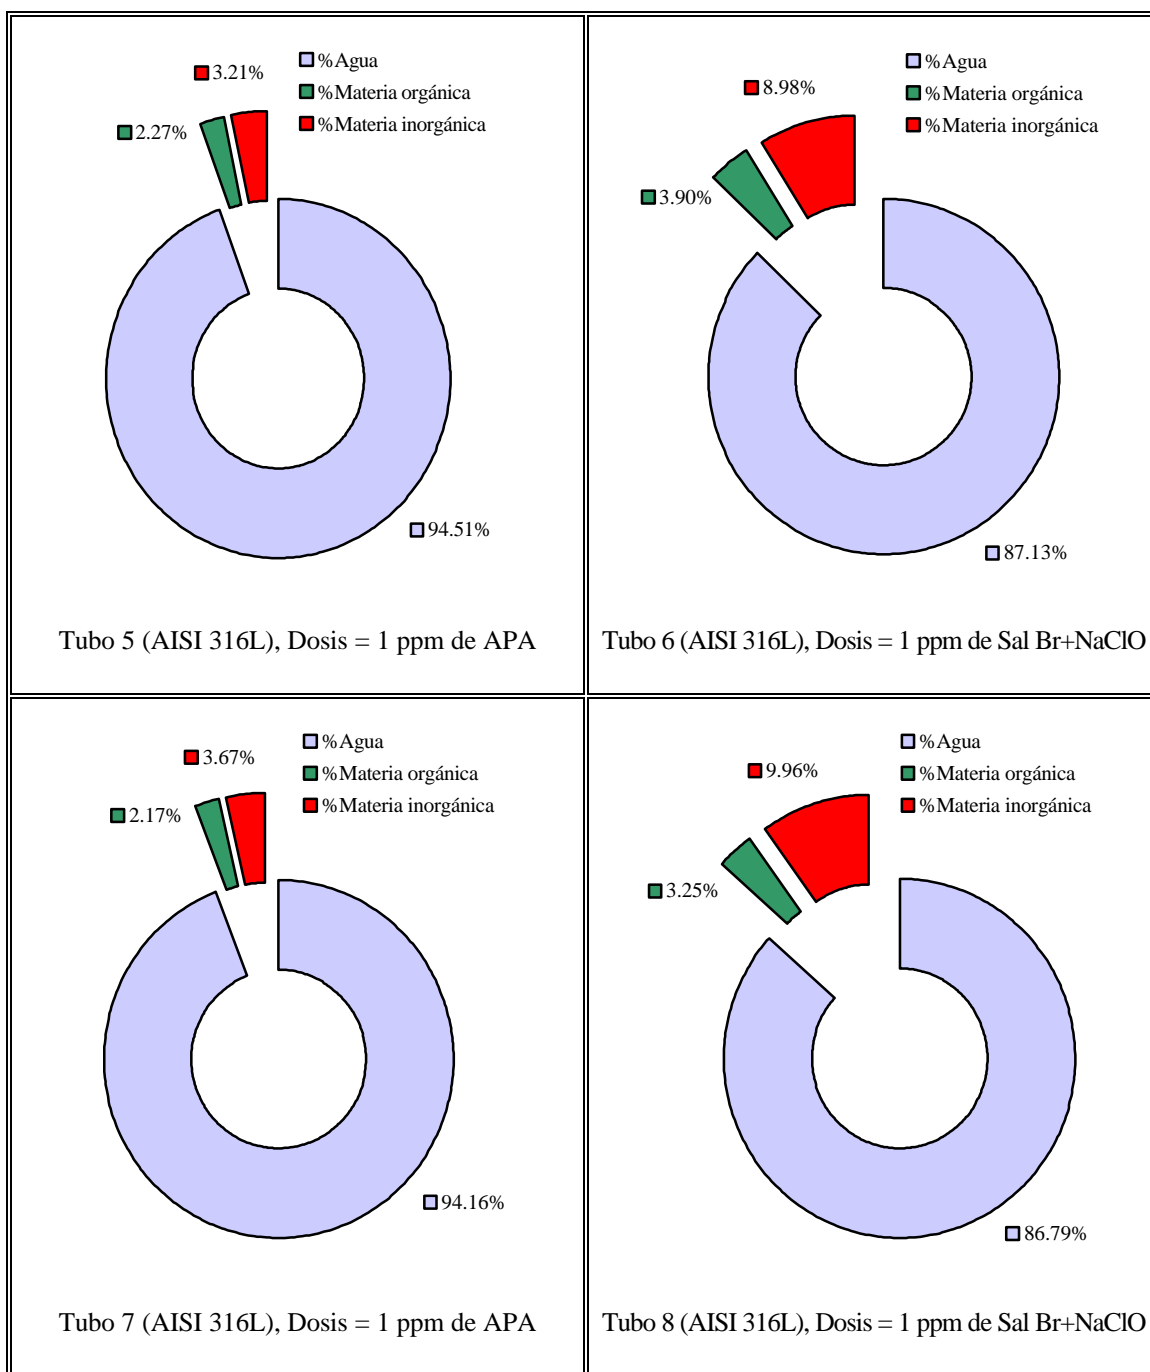 3.21%
2.27%
%Agua
%Materia orgánica
%Materia inorgánica
94.51%
Tubo 5 (AISI 316L), Dosis = 1 ppm de APA
8.98%
3.90%
%Agua
%Materia orgánica
%Materia inorgánica
87.13%
Tubo 6 (AISI 316L), Dosis = 1 ppm de Sal Br+NaClO
3.67%
2.17%
%Agua
%Materia orgánica
%Materia inorgánica
94.16%
Tubo 7 (AISI 316L), Dosis = 1 ppm de APA
9.96%
3.25%
%Agua
%Materia orgánica
%Materia inorgánica
86.79%
Tubo 8 (AISI 316L), Dosis = 1 ppm de Sal Br+NaClO